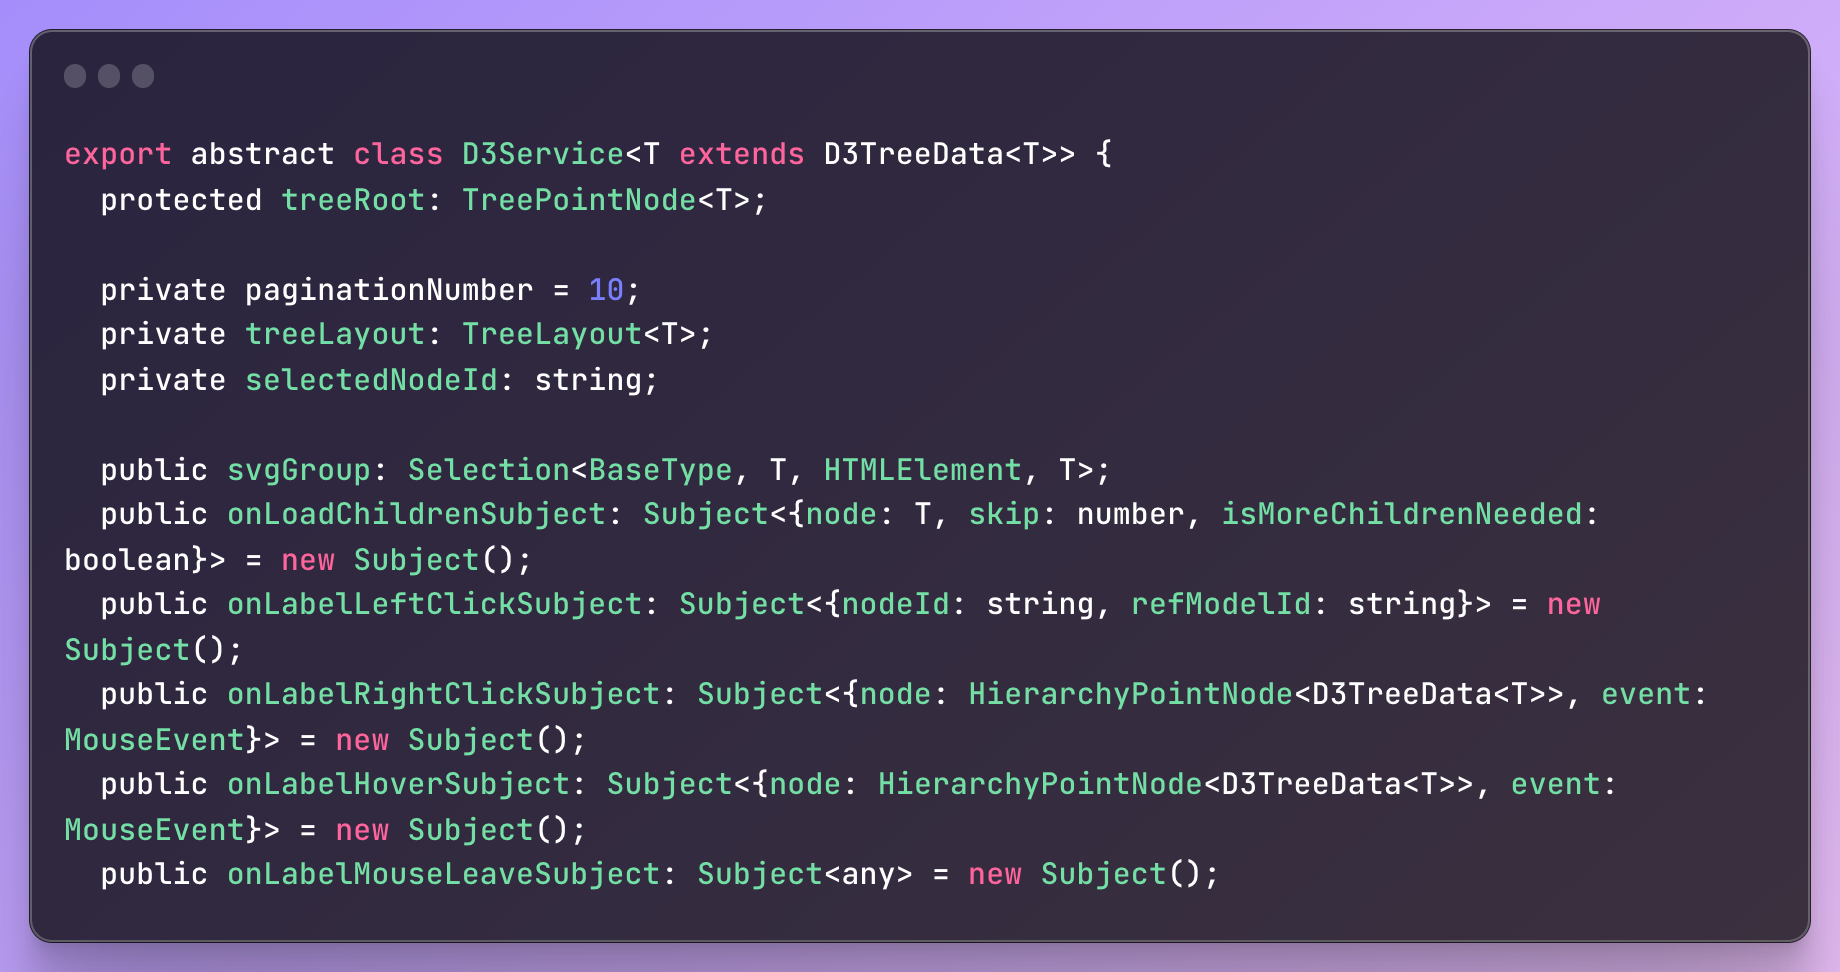 export abstract class D3Service<T extends D3TreeData<T>> {
  protected treeRoot: TreePointNode<T>;

  private paginationNumber = 10;
  private treeLayout: TreeLayout<T>;
  private selectedNodeId: string;

  public svgGroup: Selection<BaseType, T, HTMLElement, T>;
  public onLoadChildrenSubject: Subject<{node: T, skip: number, isMoreChildrenNeeded:
boolean}> = new Subject();
  public onLabelLeftClickSubject: Subject<{nodeId: string, refModelId: string}> = new
Subject();
  public onLabelRightClickSubject: Subject<{node: HierarchyPointNode<D3TreeData<T>>, event:
MouseEvent}> = new Subject();
  public onLabelHoverSubject: Subject<{node: HierarchyPointNode<D3TreeData<T>>, event:
MouseEvent}> = new Subject();
  public onLabelMouseLeaveSubject: Subject<any> = new Subject();